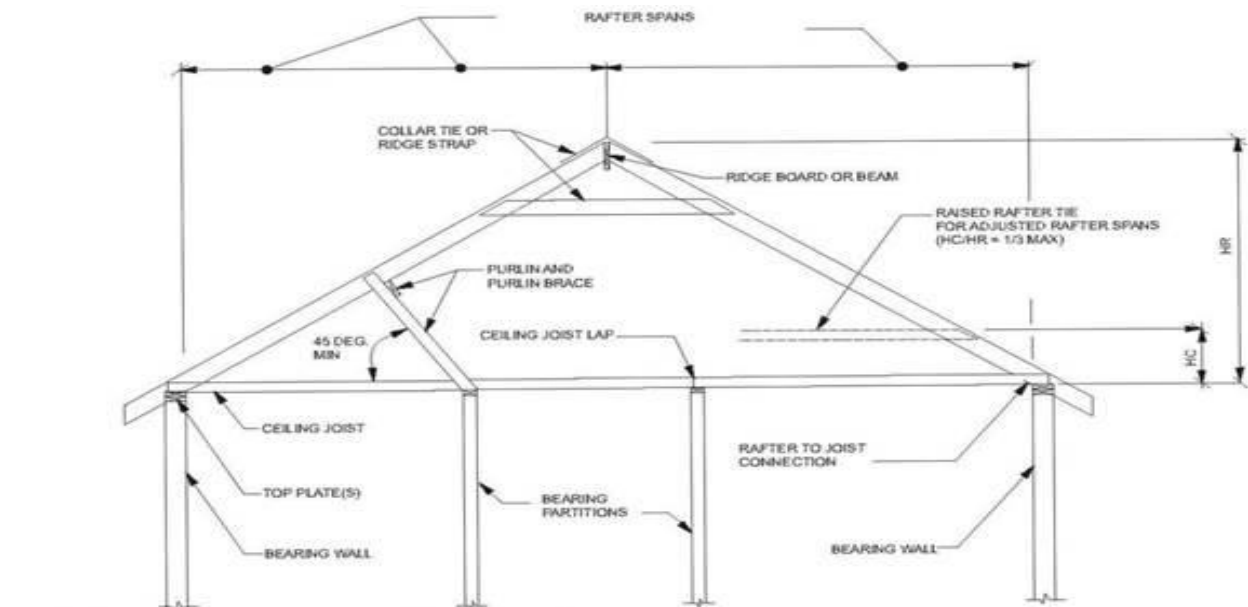 RAFTER SPANS
COLLAR TIE OR
RIDGE STRAP
RIDGE BOARD OR BEAM
RAISED RAFTER TIE
FOR ADJUSTED RAFTER SPANS
(HC/HR = 1/3 MAX)
HR
PURLIN AND
PURLIN BRACE
45 DEG.
MIN
CEILING JOIST LAP
HC
CEILING JOIST
RAFTER TO JOIST
CONNECTION
TOP PLATE(S)
BEARING
PARTITIONS
BEARING WALL
BEARING WALL